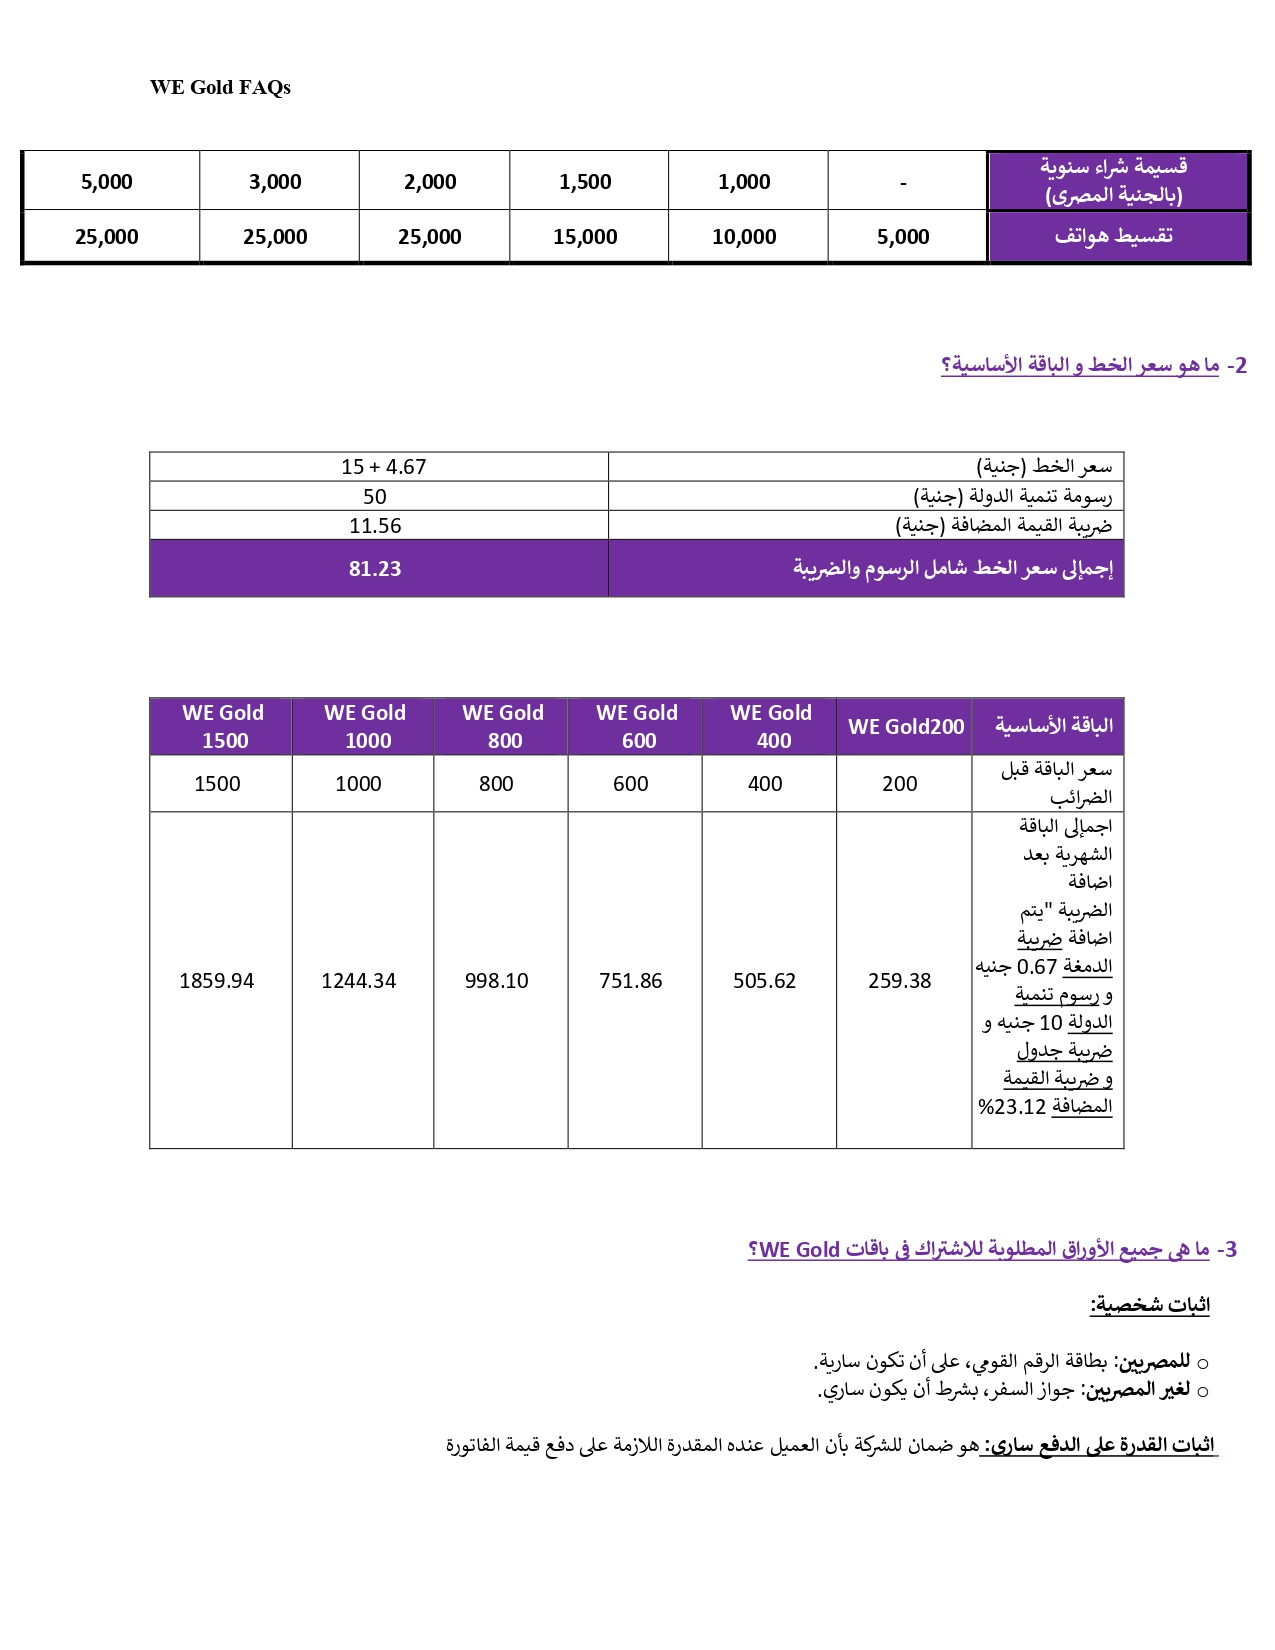 WE Gold FAQs
قسيمة شراء سنوية
(بالجنية المصرى)
- 1,000 1,500 2,000 3,000 5,000
تقسيط هواتف 5,000 10,000 15,000 25,000 25,000 25,000
2- ما هو سعر الخط و الباقة الأساسية؟
سعر الخط (جنية) 15 + 4.67
رسومة تنمية الدولة (جنية) 50
ضريبة القيمة المضافة (جنية) 11.56
إجمالى سعر الخط شامل الرسوم والضريبة 81.23
الباقة الأساسية WE Gold200 WE Gold 400 WE Gold 600 WE Gold 800 WE Gold 1000 WE Gold 1500
سعر الباقة قبل
الضرائب
200 400 600 800 1000 1500
اجمالى الباقة
الشهرية بعد
اضافة
الضريبة "يتم
اضافة ضريبة
الدمغة 0.67 جنيه
و رسوم تنمية
الدولة 10 جنيه و
ضريبة جدول
و ضريبة القيمة
المضافة 23.12%
259.38 505.62 751.86 998.10 1244.34 1859.94
3- ما هى جميع الأوراق المطلوبة للاشتراك فى باقات WE Gold؟
اثبات شخصية:
o للمصريين: بطاقة الرقم القومي، على أن تكون سارية.
o لغير المصريين: جواز السفر، بشرط أن يكون ساري.
اثبات القدرة على الدفع سارى: هو ضمان للشركة بأن العميل عنده المقدرة اللازمة على دفع قيمة الفاتورة